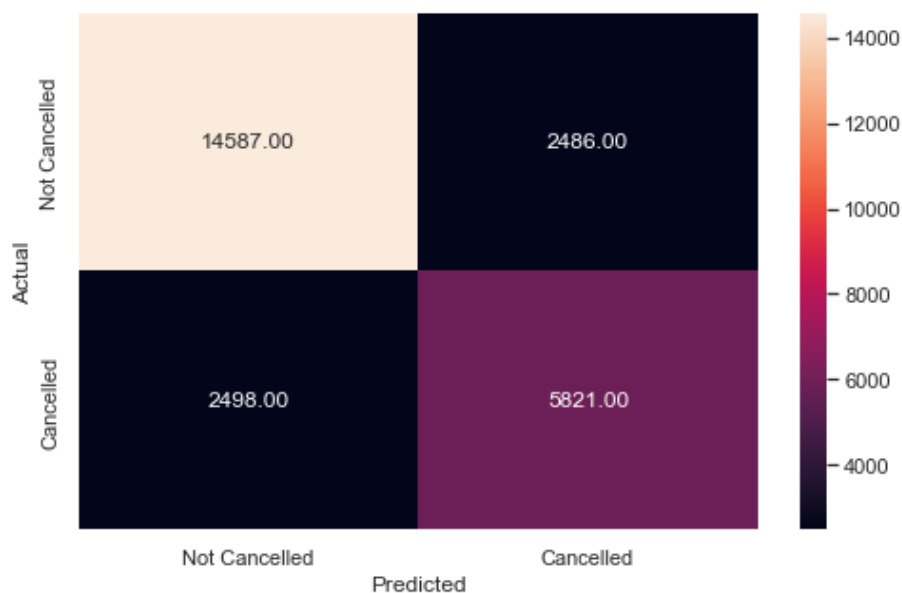 14000
Not Cancelled
14587.00
2486.00
12000
10000
Actual
8000
Cancelled
2498.00
5821.00
6000
4000
Not Cancelled
Cancelled
Predicted